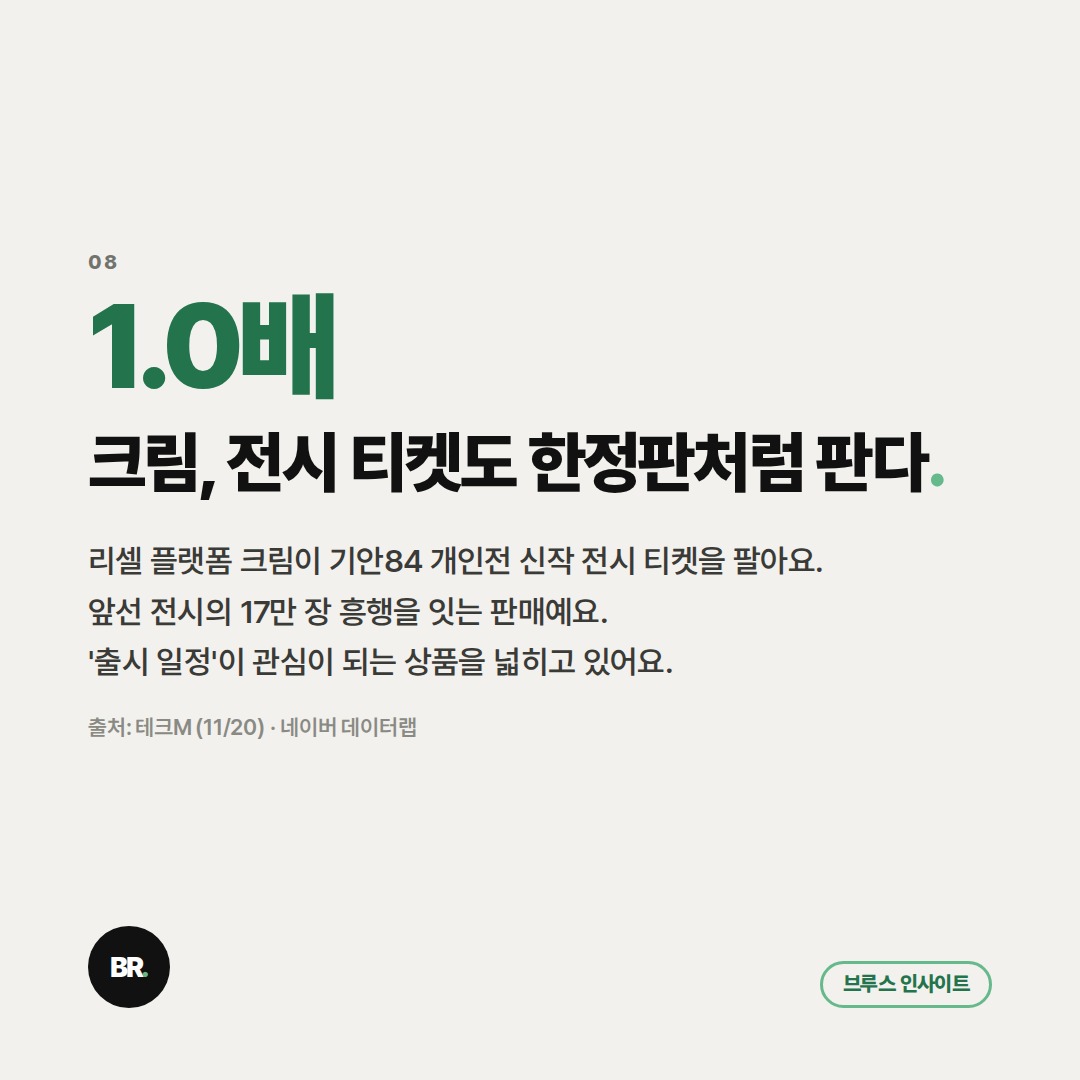 08
1.0배
크림, 전시 티켓도 한정판처럼 판다.
리셀 플랫폼 크림이 기안84 개인전 신작 전시 티켓을 팔아요.
앞선 전시의 17만 장 흥행을 잇는 판매예요.
'출시 일정'이 관심이 되는 상품을 넓히고 있어요.
출처: 테크M (11/20) · 네이버 데이터랩
BR.
브루스 인사이트